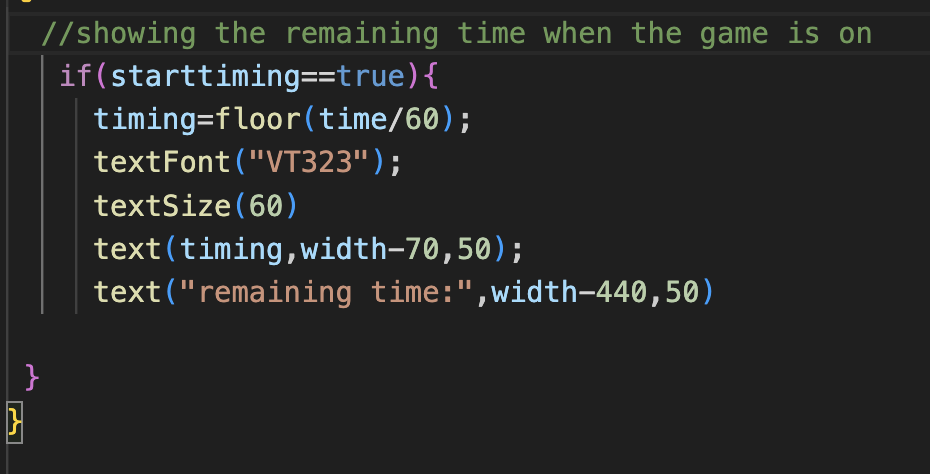 //showing the remaining time when the game is on
if(starttiming==true){
timing=floor(time/60);
textFont("VT323");
textSize(60)
text(timing,width-70,50);
text("remaining time:",width-440,50)
}
}